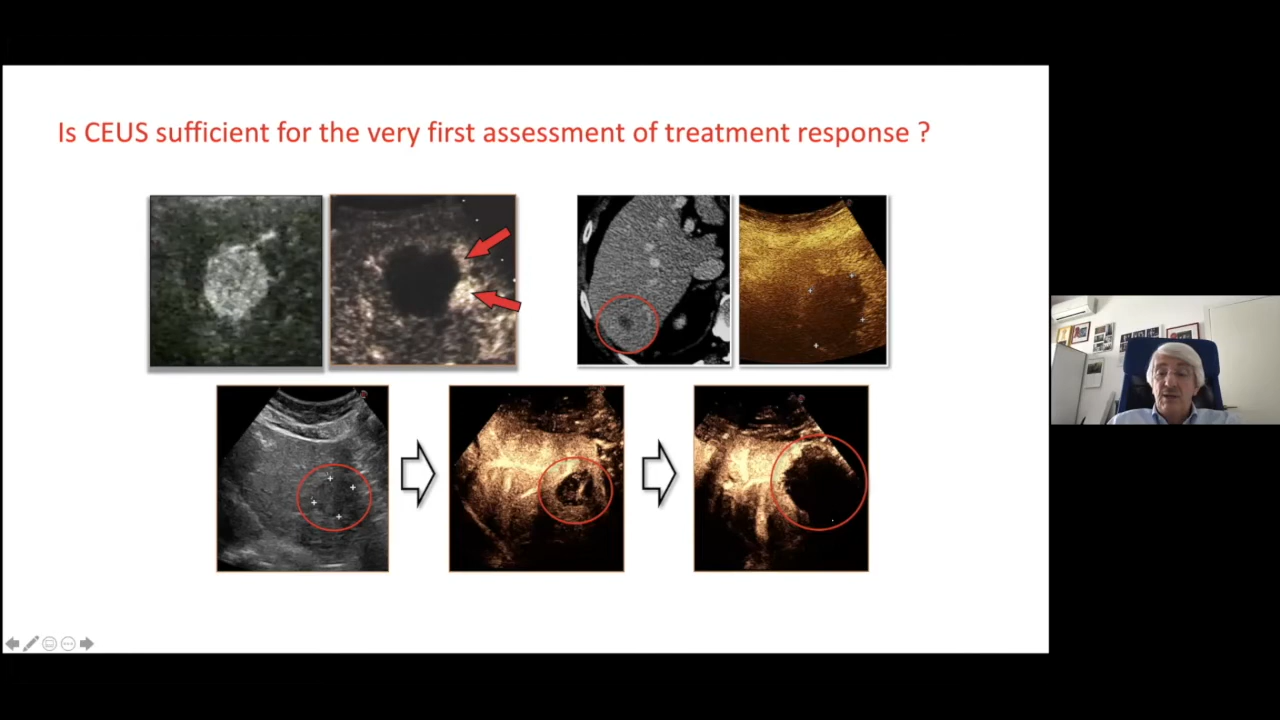 Is CEUS sufficient for the very first assessment of treatment response ?